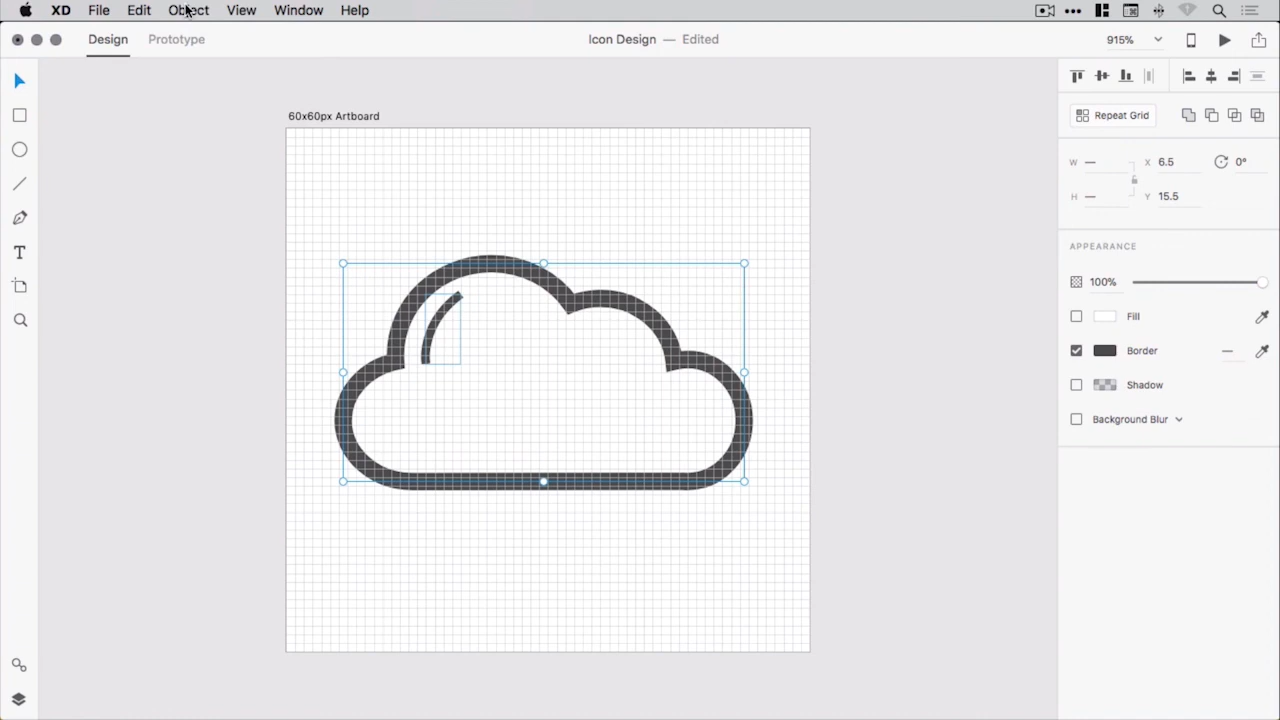 XD File Edit Object View Window Help
Design Prototype Icon Design — Edited 915%
60x60px Artboard
Repeat Grid
W — X 6.5 0°
H — Y 15.5
APPEARANCE
100%
Fill
Border —
Shadow
Background Blur
T